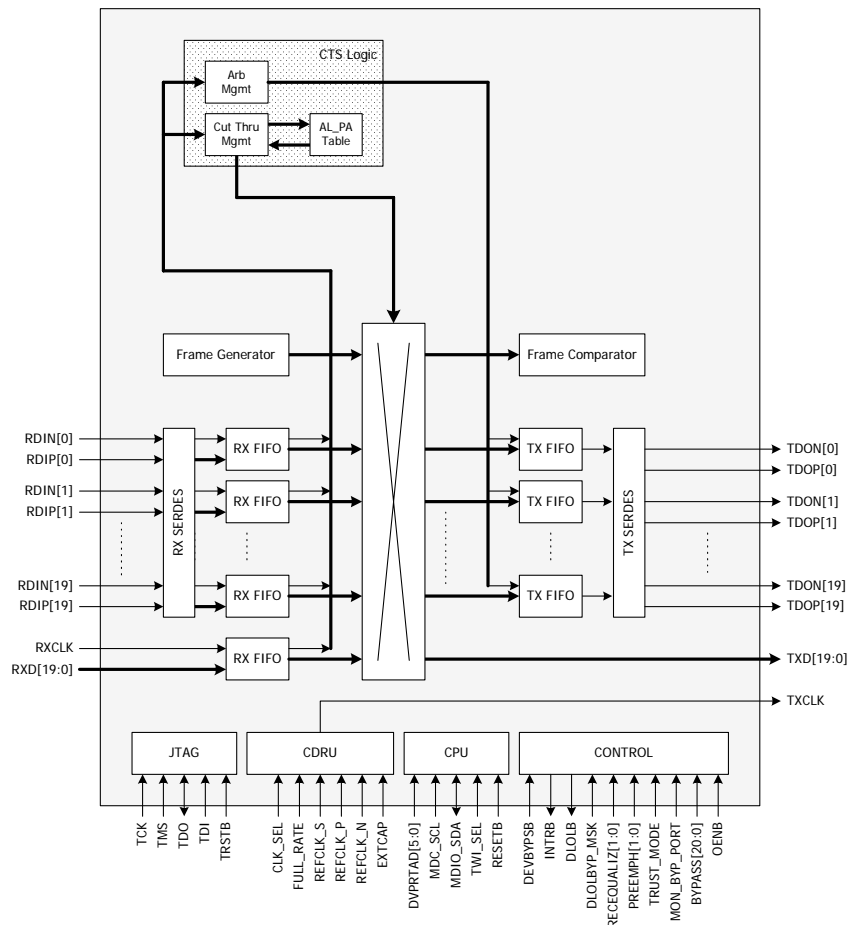 CTS Logic
Arb
Mgmt
Cut Thru
Mgmt
AL_PA
Table
Frame Generator
Frame Comparator
RDIN[0]
RDIP[0]
RDIN[1]
RDIP[1]
RDIN[19]
RDIP[19]
RXCLK
RXD[19:0]
RX SERDES
RX FIFO
RX FIFO
RX FIFO
RX FIFO
TX FIFO
TX FIFO
TX FIFO
TX SERDES
TDON[0]
TDOP[0]
TDON[1]
TDOP[1]
TDON[19]
TDOP[19]
TXD[19:0]
TXCLK
JTAG
CDRU
CPU
CONTROL
TCK
TMS
TDO
TDI
TRSTB
CLK_SEL
FULL_RATE
REFCLK_S
REFCLK_P
REFCLK_N
EXTCAP
DVPRTAD[5:0]
MDC_SCL
MDIO_SDA
TWI_SEL
RESETB
DEVBYPSB
INTRB
DLOLB
DLOLBYP_MSK
RECEQUALIZ[1:0]
PREEMPH[1:0]
TRUST_MODE
MON_BYP_PORT
BYPASS[20:0]
OENB